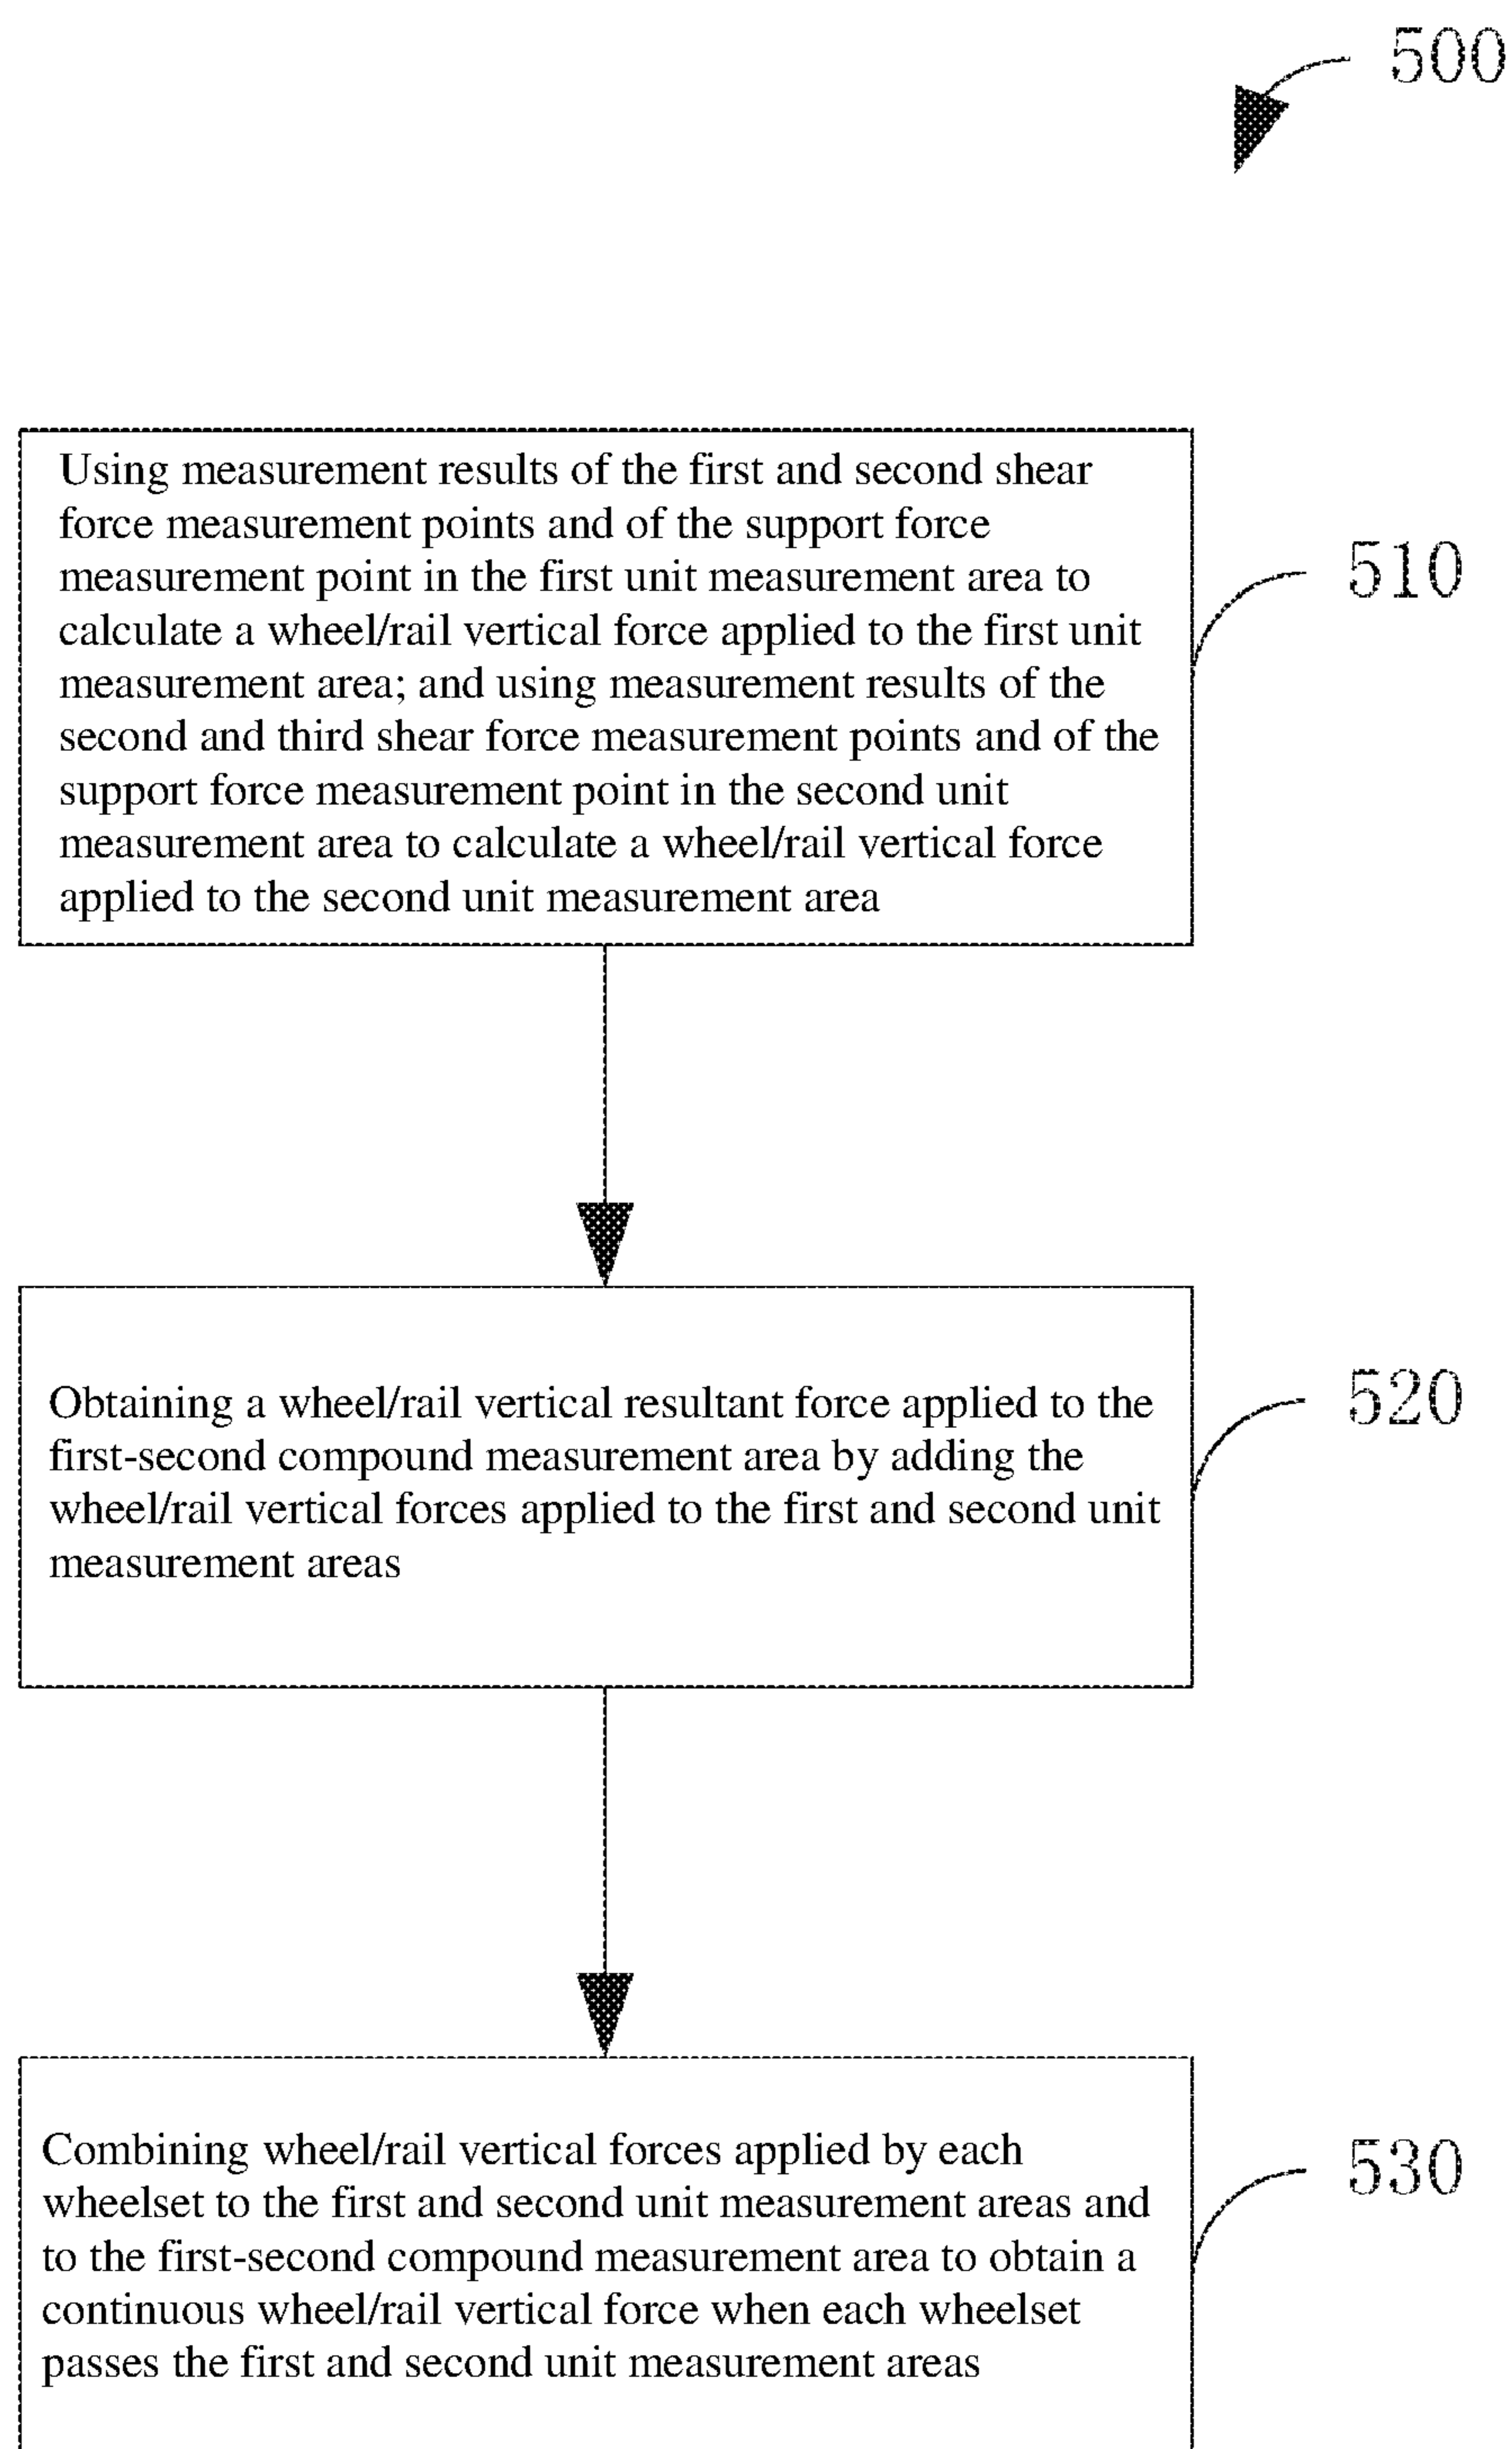 500
Using measurement results of the first and second shear
force measurement points and of the support force
measurement point in the first unit measurement area to
calculate a wheel/rail vertical force applied to the first unit
measurement area; and using measurement results of the
second and third shear force measurement points and of the
support force measurement point in the second unit
measurement area to calculate a wheel/rail vertical force
applied to the second unit measurement area
510
Obtaining a wheel/rail vertical resultant force applied to the
first-second compound measurement area by adding the
wheel/rail vertical forces applied to the first and second unit
measurement areas
520
Combining wheel/rail vertical forces applied by each
wheelset to the first and second unit measurement areas and
to the first-second compound measurement area to obtain a
continuous wheel/rail vertical force when each wheelset
passes the first and second unit measurement areas
530